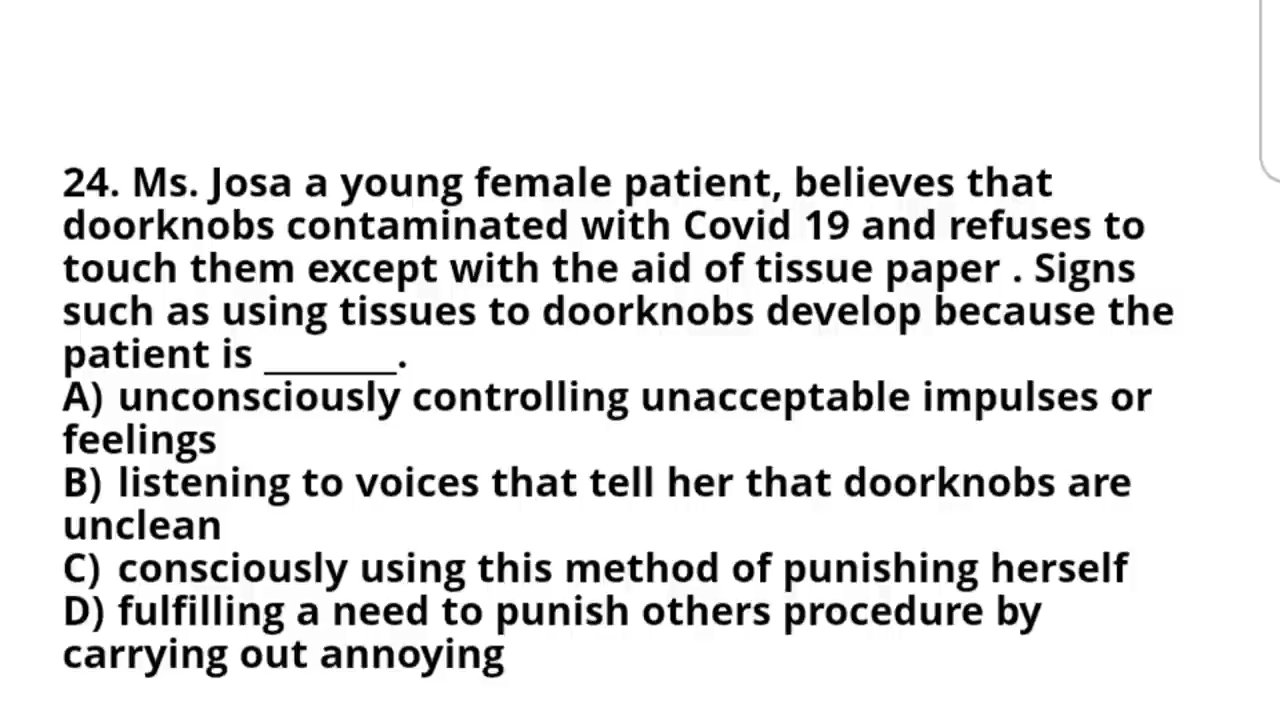 24. Ms. Josa a young female patient, believes that
doorknobs contaminated with Covid 19 and refuses to
touch them except with the aid of tissue paper . Signs
such as using tissues to doorknobs develop because the
patient is _______.
A) unconsciously controlling unacceptable impulses or
feelings
B) listening to voices that tell her that doorknobs are
unclean
C) consciously using this method of punishing herself
D) fulfilling a need to punish others procedure by
carrying out annoying